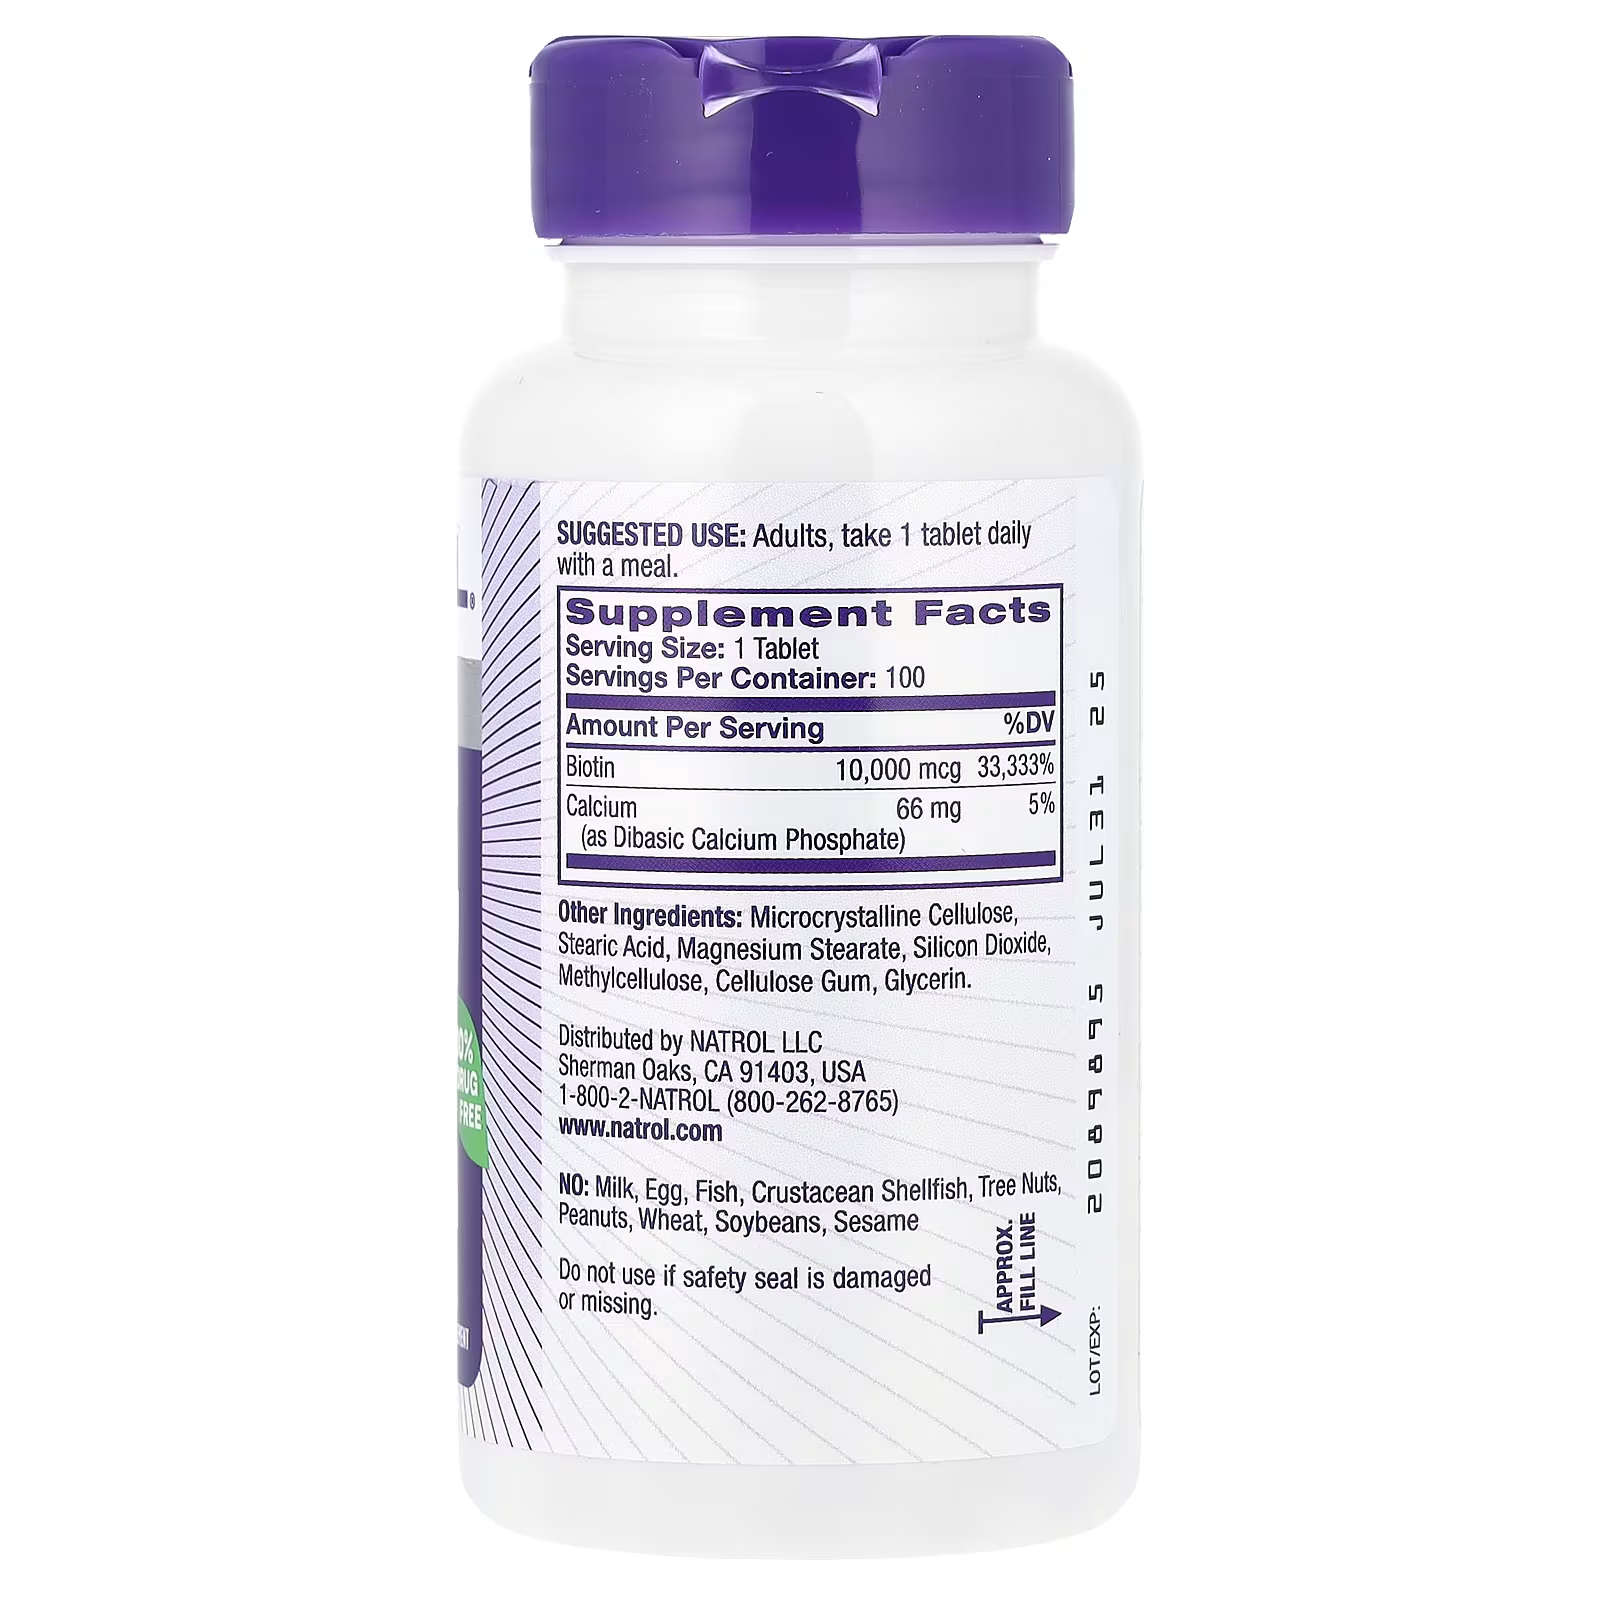 SUGGESTED USE: Adults, take 1 tablet daily
with a meal.
Supplement Facts
Serving Size: 1 Tablet
Servings Per Container: 100
Amount Per Serving %DV
Biotin 10,000 mcg 33,333%
Calcium 66 mg 5%
(as Dibasic Calcium Phosphate)
Other Ingredients: Microcrystalline Cellulose,
Stearic Acid, Magnesium Stearate, Silicon Dioxide,
Methylcellulose, Cellulose Gum, Glycerin.
Distributed by NATROL LLC
Sherman Oaks, CA 91403, USA
1-800-2-NATROL (800-262-8765)
www.natrol.com
NO: Milk, Egg, Fish, Crustacean Shellfish, Tree Nuts,
Peanuts, Wheat, Soybeans, Sesame
Do not use if safety seal is damaged
or missing.
APPROX.
FILL LINE
LOT/EXP: 2089895 JUL31 25
FREE